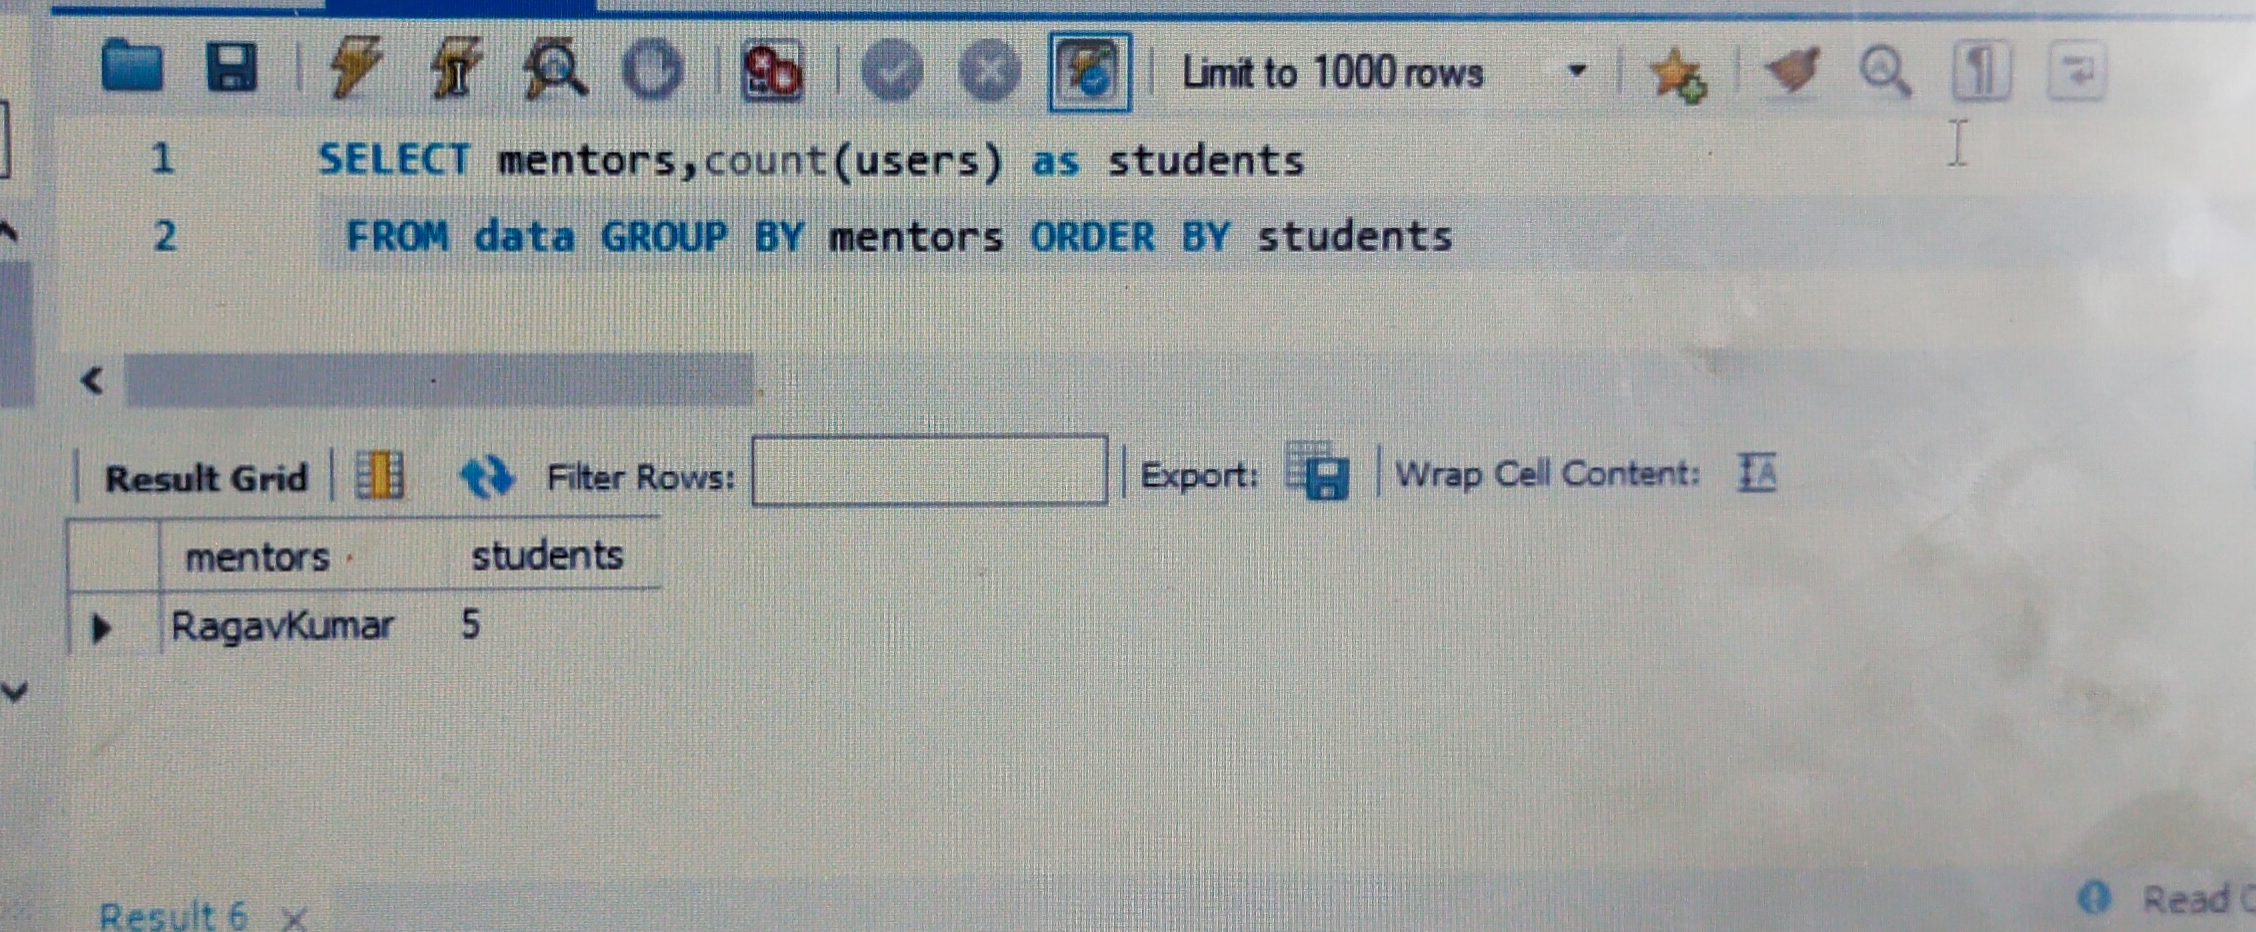 Limit to 1000 rows
1 SELECT mentors,count(users) as students
2 FROM data GROUP BY mentors ORDER BY students
Result Grid Filter Rows: Export: Wrap Cell Content:
mentors students
RagavKumar 5
Result 6 Read